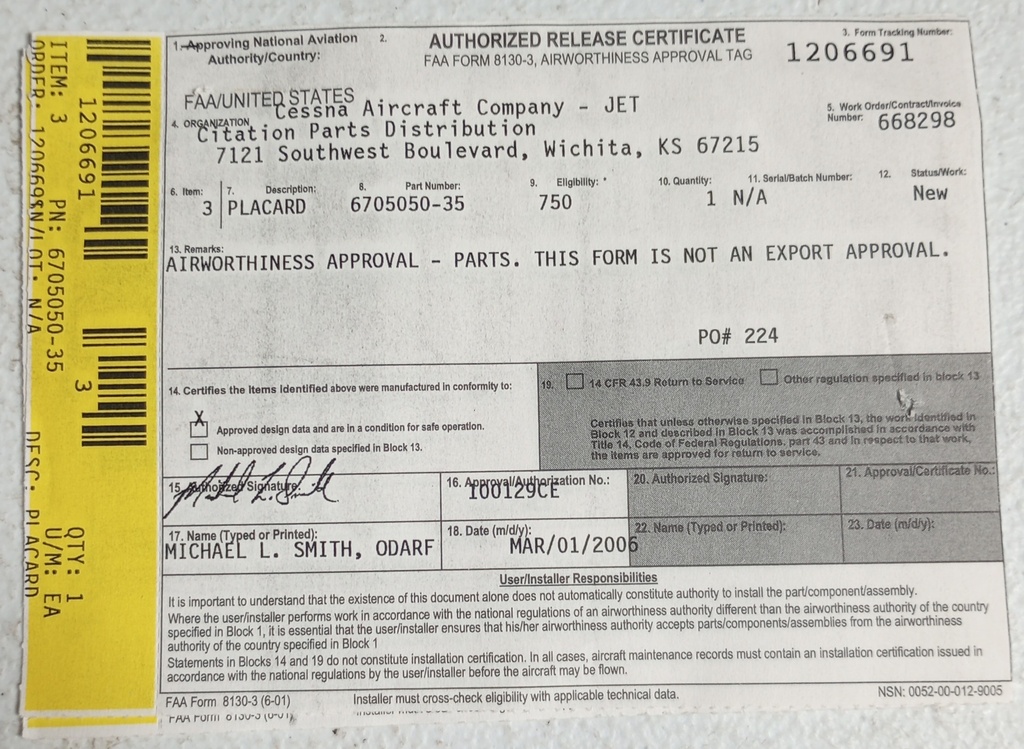 1. Approving National Aviation Authority/Country:
2.
AUTHORIZED RELEASE CERTIFICATE
FAA FORM 8130-3, AIRWORTHINESS APPROVAL TAG
3. Form Tracking Number:
1206691
FAA/UNITED STATES
4. ORGANIZATION
Cessna Aircraft Company - JET
Citation Parts Distribution
7121 Southwest Boulevard, Wichita, KS 67215
5. Work Order/Contract/Invoice
Number: 668298
6. Item: 7. Description: 8. Part Number: 9. Eligibility: * 10. Quantity: 11. Serial/Batch Number: 12. Status/Work:
3 PLACARD 6705050-35 750 1 N/A New
13. Remarks:
AIRWORTHINESS APPROVAL - PARTS. THIS FORM IS NOT AN EXPORT APPROVAL.
PO# 224
14. Certifies the items identified above were manufactured in conformity to:
X
Approved design data and are in a condition for safe operation.
Non-approved design data specified in Block 13.
19. 14 CFR 43.9 Return to Service Other regulation specified in block 13
Certifies that unless otherwise specified in Block 13, the work identified in
Block 12 and described in Block 13 was accomplished in accordance with
Title 14, Code of Federal Regulations, part 43 and in respect to that work,
the items are approved for return to service.
15. Authorized Signature:
16. Approval/Authorization No.:
100129CE
20. Authorized Signature:
21. Approval/Certificate No.:
17. Name (Typed or Printed):
MICHAEL L. SMITH, ODARF
18. Date (m/d/y):
MAR/01/2006
22. Name (Typed or Printed):
23. Date (m/d/y):
User/Installer Responsibilities
It is important to understand that the existence of this document alone does not automatically constitute authority to install the part/component/assembly.
Where the user/installer performs work in accordance with the national regulations of an airworthiness authority different than the airworthiness authority of the country
specified in Block 1, it is essential that the user/installer ensures that his/her airworthiness authority accepts parts/components/assemblies from the airworthiness
authority of the country specified in Block 1
Statements in Blocks 14 and 19 do not constitute installation certification. In all cases, aircraft maintenance records must contain an installation certification issued in
accordance with the national regulations by the user/installer before the aircraft may be flown.
FAA Form 8130-3 (6-01) Installer must cross-check eligibility with applicable technical data. NSN: 0052-00-012-9005
FAA Form 8130-3 (6-01)
1206691 3 QTY: 1
U/M: EA
ITEM: 3 PN: 6705050-35
ORDER: 1206691 SN/LOT: N/A DESC: PLACARD